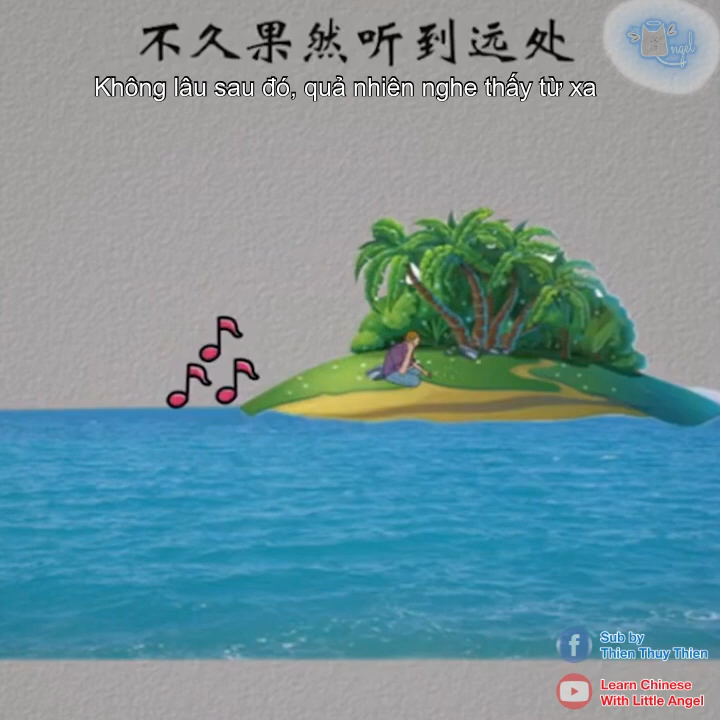 不久果然听到远处
Không lâu sau đó, quả nhiên nghe thấy từ xa
Angel
Sub by
Thien Thuy Thien
Learn Chinese
With Little Angel